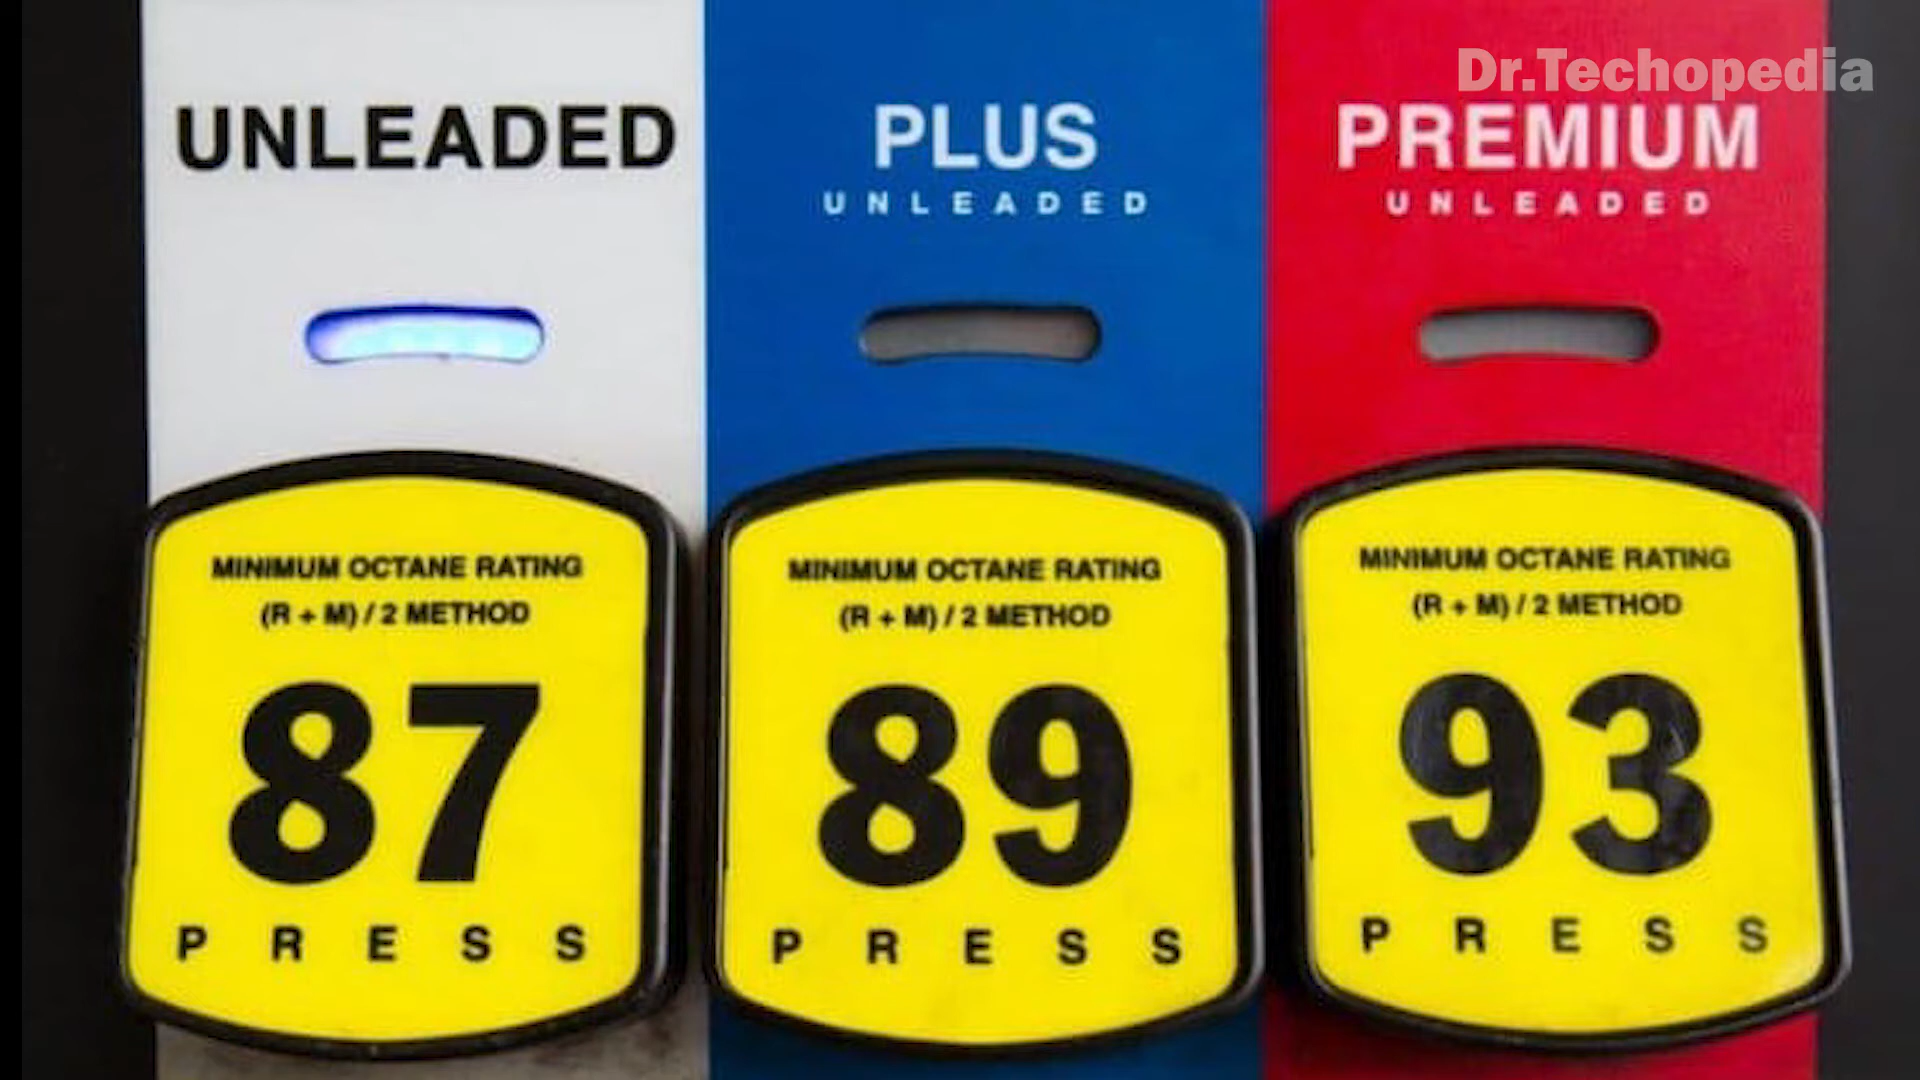 Dr.Techopedia
UNLEADED
MINIMUM OCTANE RATING
(R + M) / 2 METHOD
87
PRESS
PLUS
UNLEADED
MINIMUM OCTANE RATING
(R + M) / 2 METHOD
89
PRESS
PREMIUM
UNLEADED
MINIMUM OCTANE RATING
(R + M) / 2 METHOD
93
PRESS